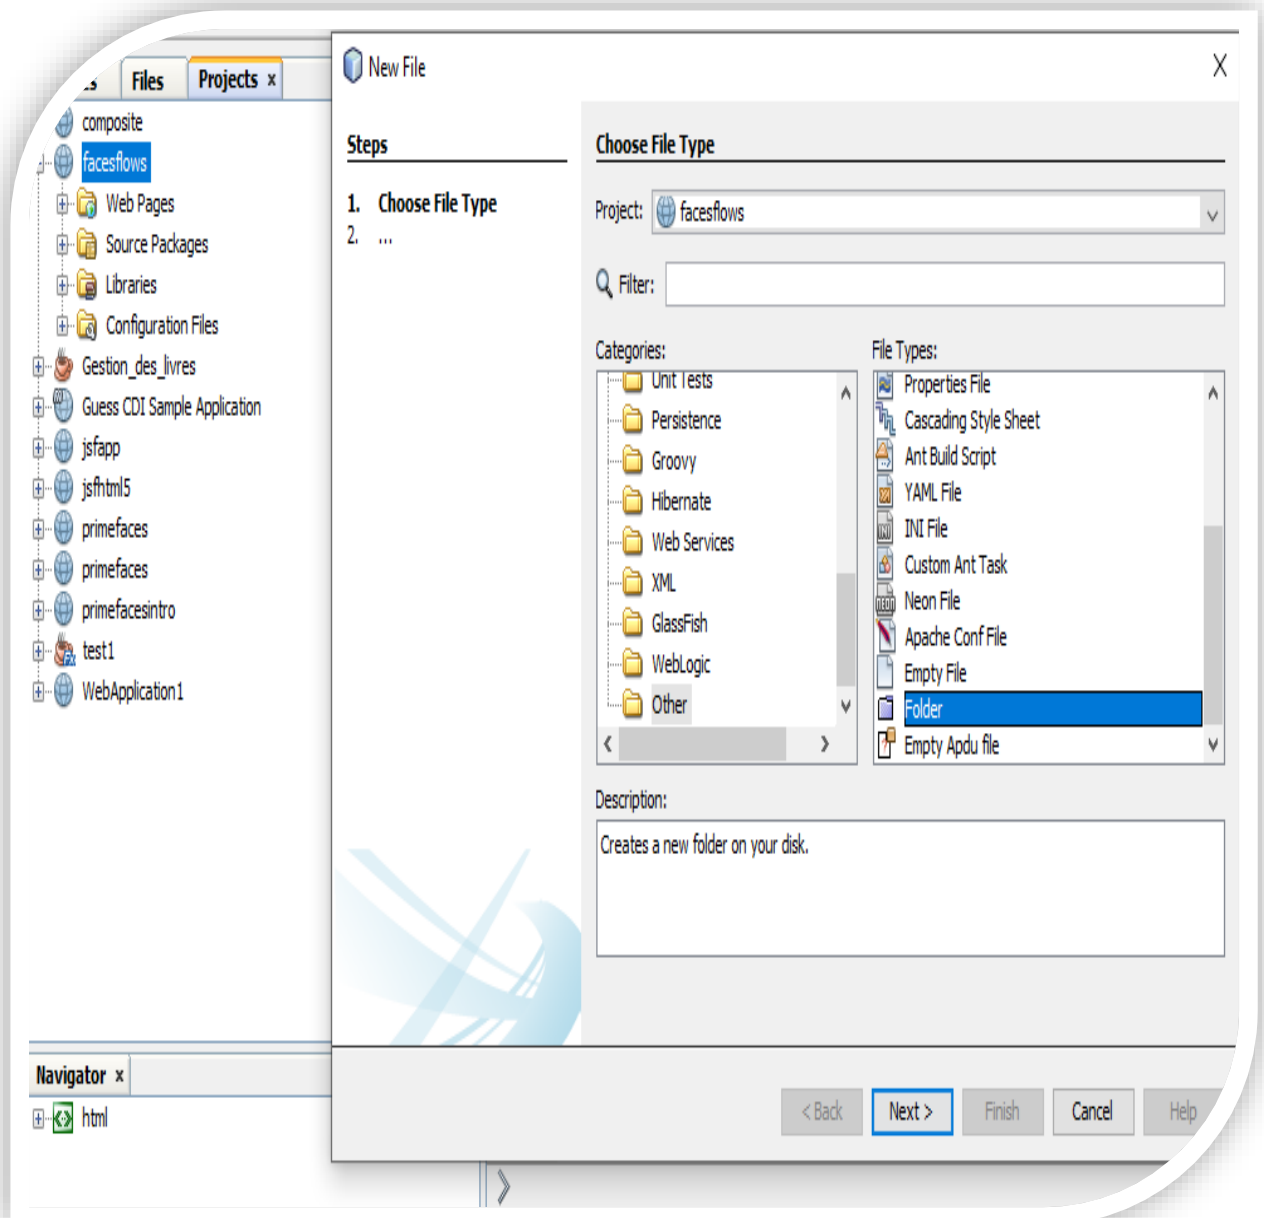 Files
Projects x
composite
facesflows
Web Pages
Source Packages
Libraries
Configuration Files
Gestion_des_livres
Guess CDI Sample Application
jsfapp
jsfhtml5
primefaces
primefaces
primefacesintro
test1
WebApplication1
Navigator x
html
New File
X
Steps
1. Choose File Type
2. ...
Choose File Type
Project: facesflows
Filter:
Categories:
Unit Tests
Persistence
Groovy
Hibernate
Web Services
XML
GlassFish
WebLogic
Other
File Types:
Properties File
Cascading Style Sheet
Ant Build Script
YAML File
INI File
Custom Ant Task
Neon File
Apache Conf File
Empty File
Folder
Empty Apdu file
Description:
Creates a new folder on your disk.
< Back
Next >
Finish
Cancel
Help